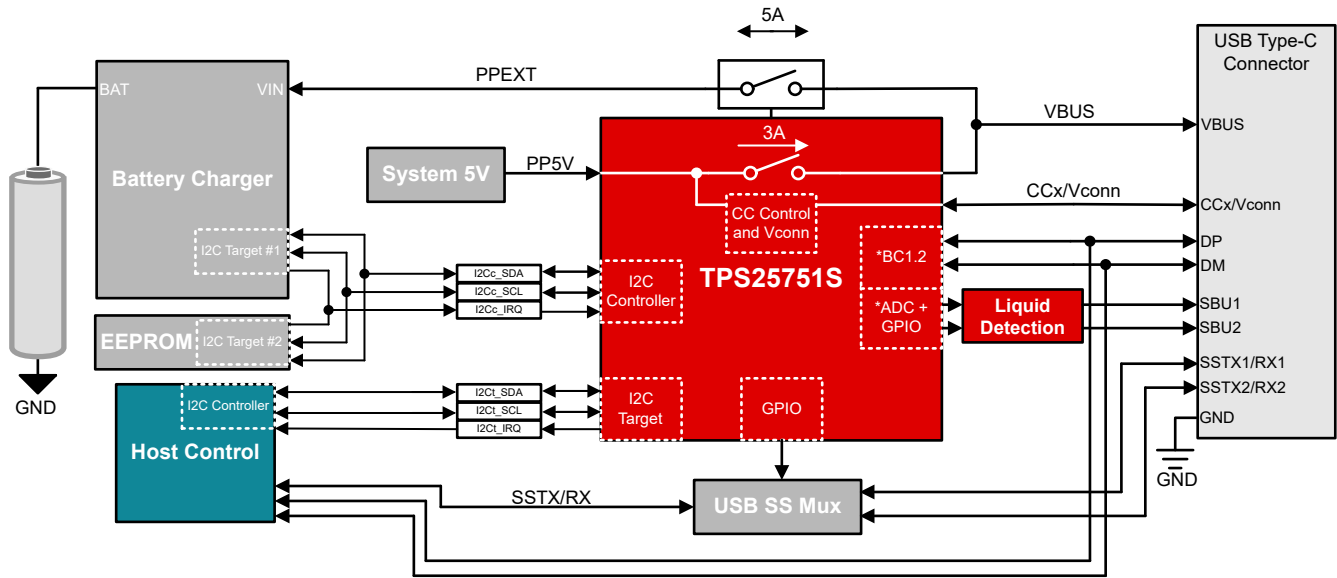 5A
USB Type-C
Connector
PPEXT
BAT
VIN
VBUS
VBUS
3A
Battery Charger
System 5V
PP5V
CCx/Vconn
CCx/Vconn
CC Control
and Vconn
I2C Target #1
*BC1.2
DP
DM
I2Cc_SDA
I2Cc_SCL
I2Cc_IRQ
I2C
Controller
TPS25751S
*ADC +
GPIO
Liquid
Detection
SBU1
SBU2
EEPROM
I2C Target #2
SSTX1/RX1
SSTX2/RX2
GND
I2C Controller
I2Ct_SDA
I2Ct_SCL
I2Ct_IRQ
I2C
Target
GPIO
GND
GND
Host Control
SSTX/RX
USB SS Mux